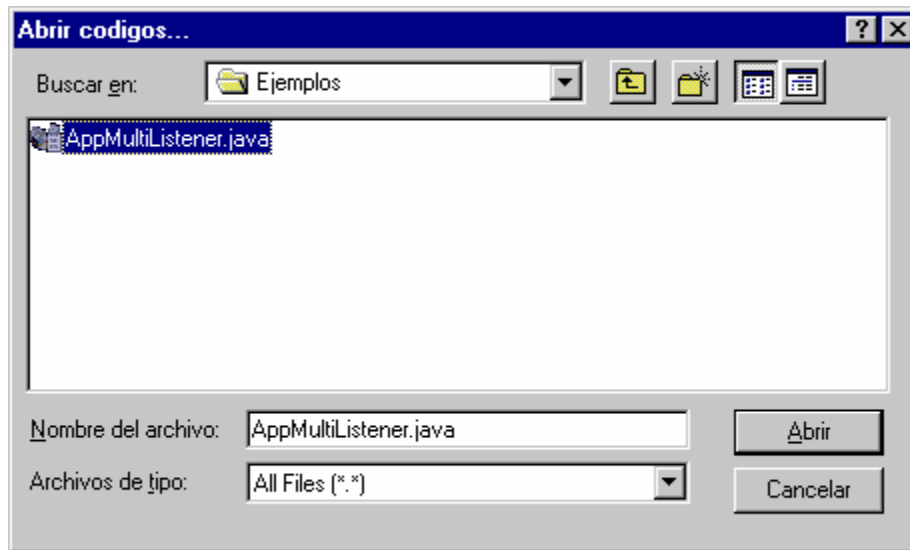 Abrir codigos...
Buscar en: Ejemplos
AppMultiListener.java
Nombre del archivo: AppMultiListener.java Abrir
Archivos de tipo: All Files (*.*) Cancelar